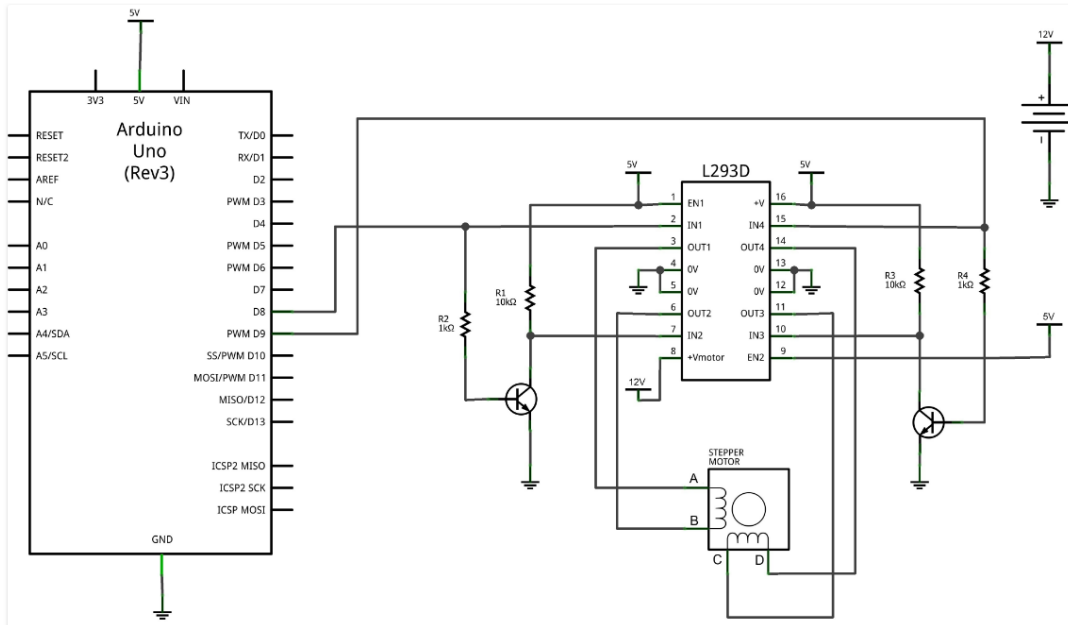 5V
3V3
5V
VIN
Arduino
Uno
(Rev3)
RESET
RESET2
AREF
N/C
A0
A1
A2
A3
A4/SDA
A5/SCL
TX/D0
RX/D1
D2
PWM D3
D4
PWM D5
PWM D6
D7
D8
PWM D9
SS/PWM D10
MOSI/PWM D11
MISO/D12
SCK/D13
ICSP2 MISO
ICSP2 SCK
ICSP MOSI
GND
R2
1kΩ
R1
10kΩ
5V
L293D
5V
1 EN1
2 IN1
3 OUT1
4 0V
5 0V
6 OUT2
7 IN2
8 +Vmotor
+V 16
IN4 15
OUT4 14
0V 13
0V 12
OUT3 11
IN3 10
EN2 9
12V
R3
10kΩ
R4
1kΩ
5V
12V
+
–
STEPPER
MOTOR
A
B
C D